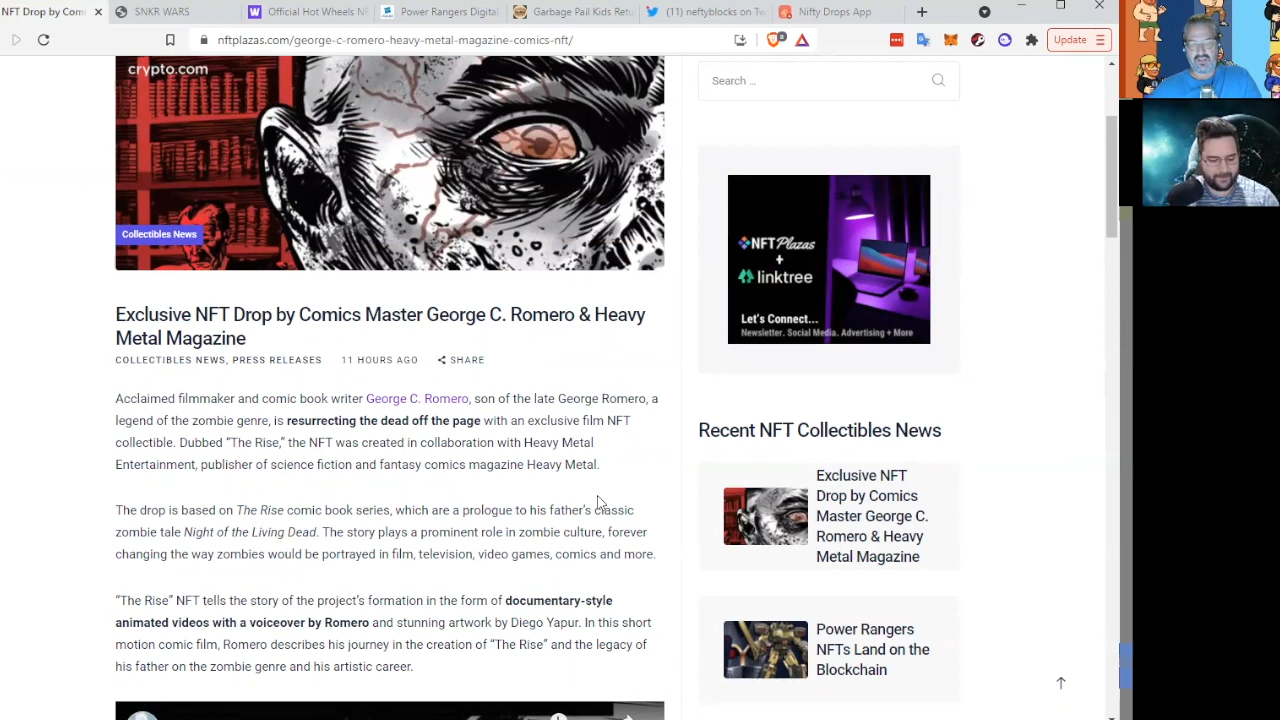 NFT Drop by Comi
SNKR WARS
Official Hot Wheels NF
Power Rangers Digital
Garbage Pail Kids Retu
(11) neftyblocks on Tw
Nifty Drops App
nftplazas.com/george-c-romero-heavy-metal-magazine-comics-nft/
Update
crypto.com
Search …
Collectibles News
NFTPlazas
+
linktree
Let's Connect...
Newsletter. Social Media. Advertising + More
Exclusive NFT Drop by Comics Master George C. Romero & Heavy
Metal Magazine
COLLECTIBLES NEWS, PRESS RELEASES 11 HOURS AGO SHARE
Acclaimed filmmaker and comic book writer George C. Romero, son of the late George Romero, a
legend of the zombie genre, is resurrecting the dead off the page with an exclusive film NFT
collectible. Dubbed “The Rise,” the NFT was created in collaboration with Heavy Metal
Entertainment, publisher of science fiction and fantasy comics magazine Heavy Metal.
The drop is based on The Rise comic book series, which are a prologue to his father’s classic
zombie tale Night of the Living Dead. The story plays a prominent role in zombie culture, forever
changing the way zombies would be portrayed in film, television, video games, comics and more.
“The Rise” NFT tells the story of the project’s formation in the form of documentary-style
animated videos with a voiceover by Romero and stunning artwork by Diego Yapur. In this short
motion comic film, Romero describes his journey in the creation of “The Rise” and the legacy of
his father on the zombie genre and his artistic career.
Recent NFT Collectibles News
Exclusive NFT
Drop by Comics
Master George C.
Romero & Heavy
Metal Magazine
Power Rangers
NFTs Land on the
Blockchain